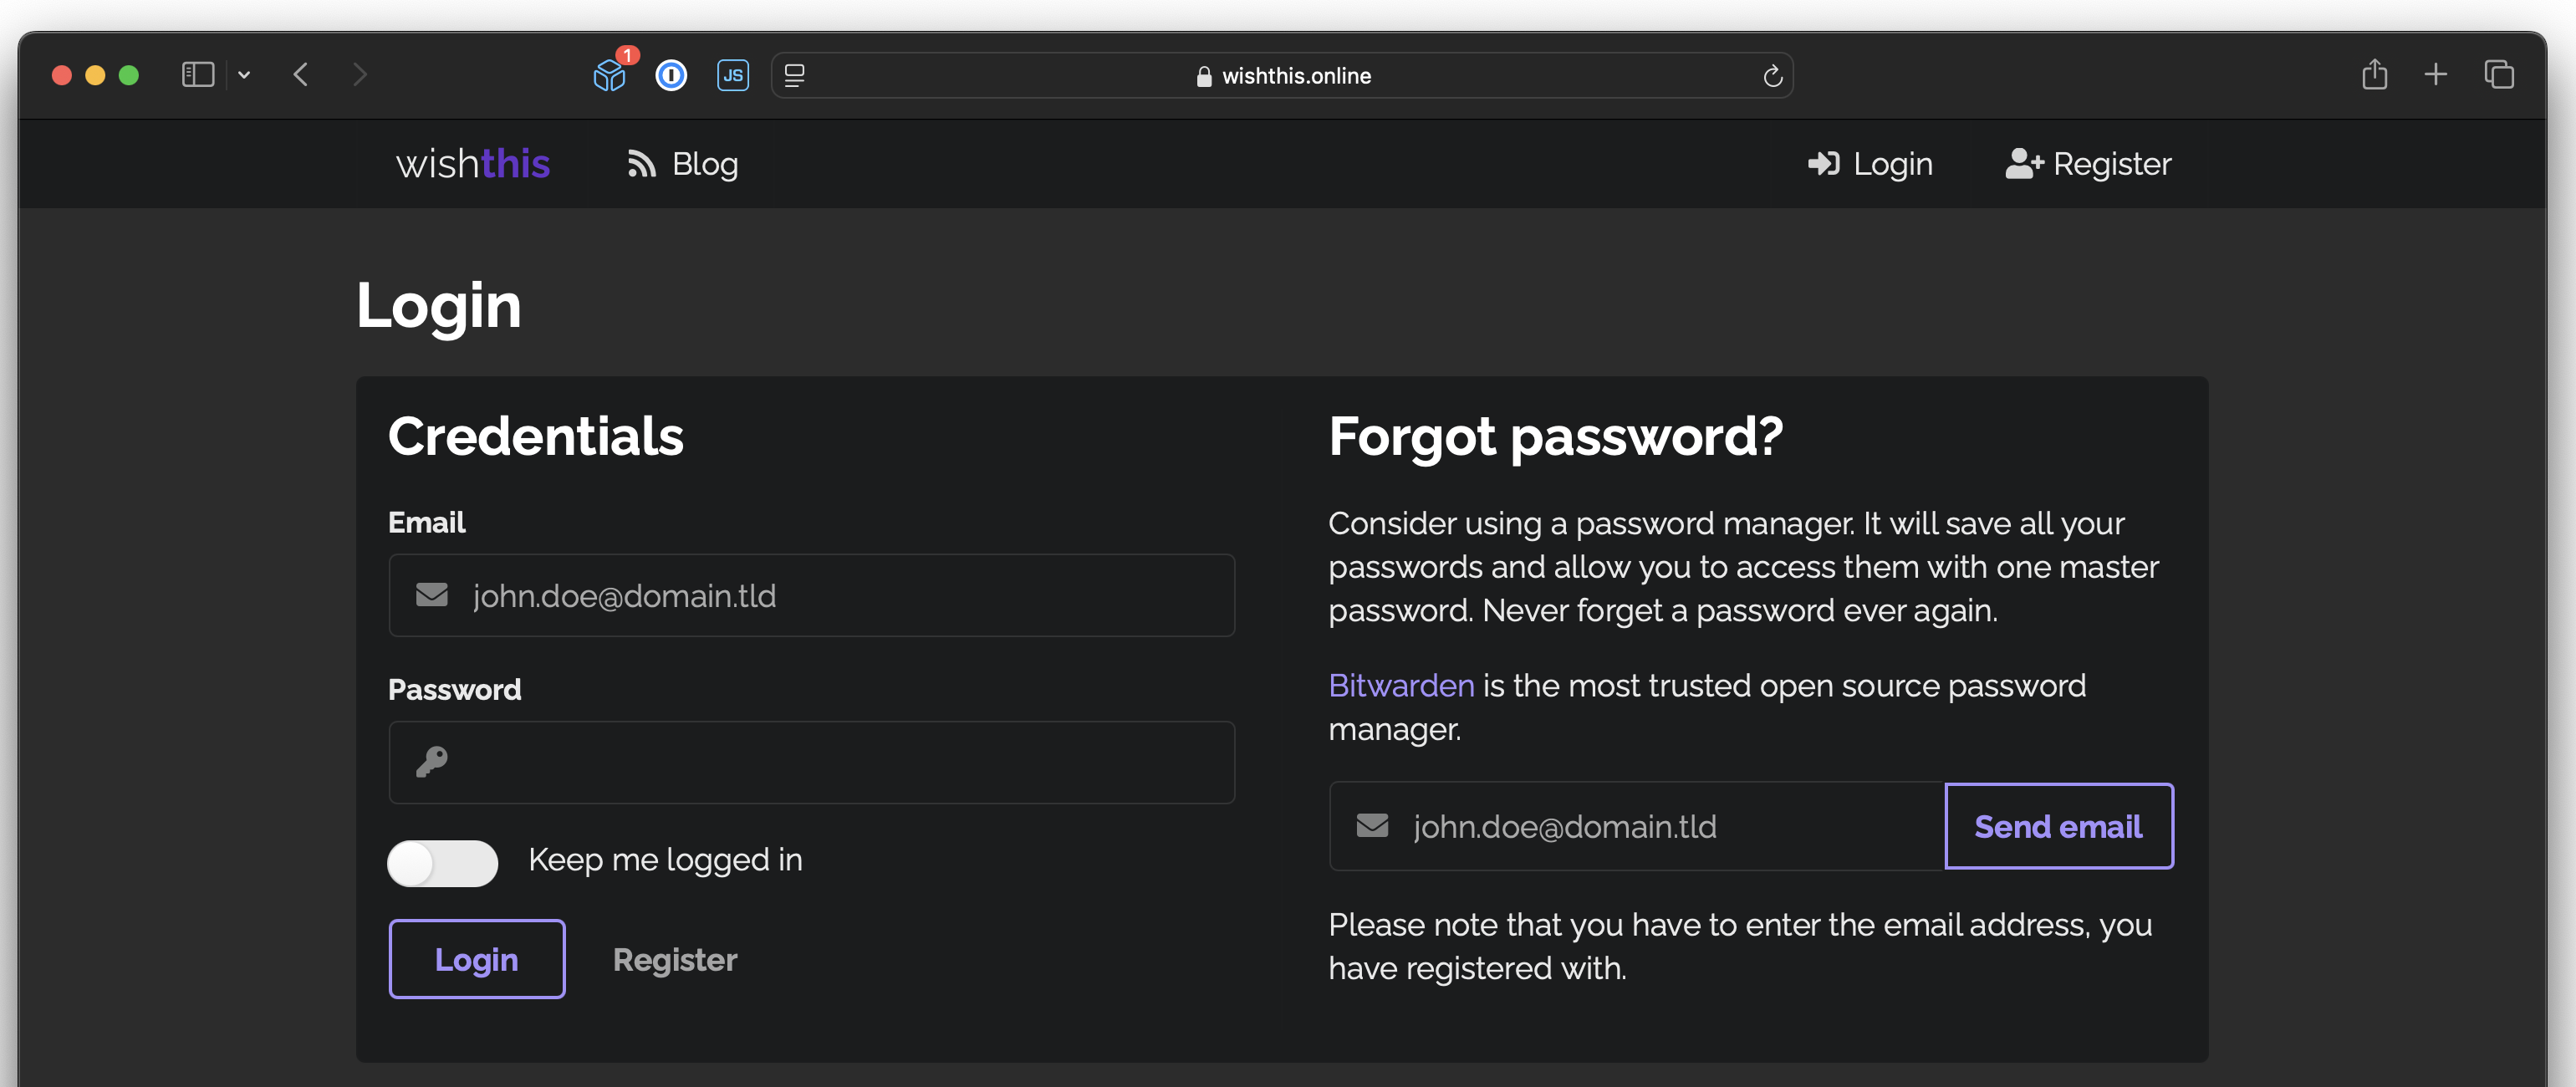 1
JS
wishthis.online
wishthis
Blog
Login
Register
Login
Credentials
Email
john.doe@domain.tld
Password
Keep me logged in
Login
Register
Forgot password?
Consider using a password manager. It will save all your
passwords and allow you to access them with one master
password. Never forget a password ever again.
Bitwarden is the most trusted open source password
manager.
john.doe@domain.tld
Send email
Please note that you have to enter the email address, you
have registered with.